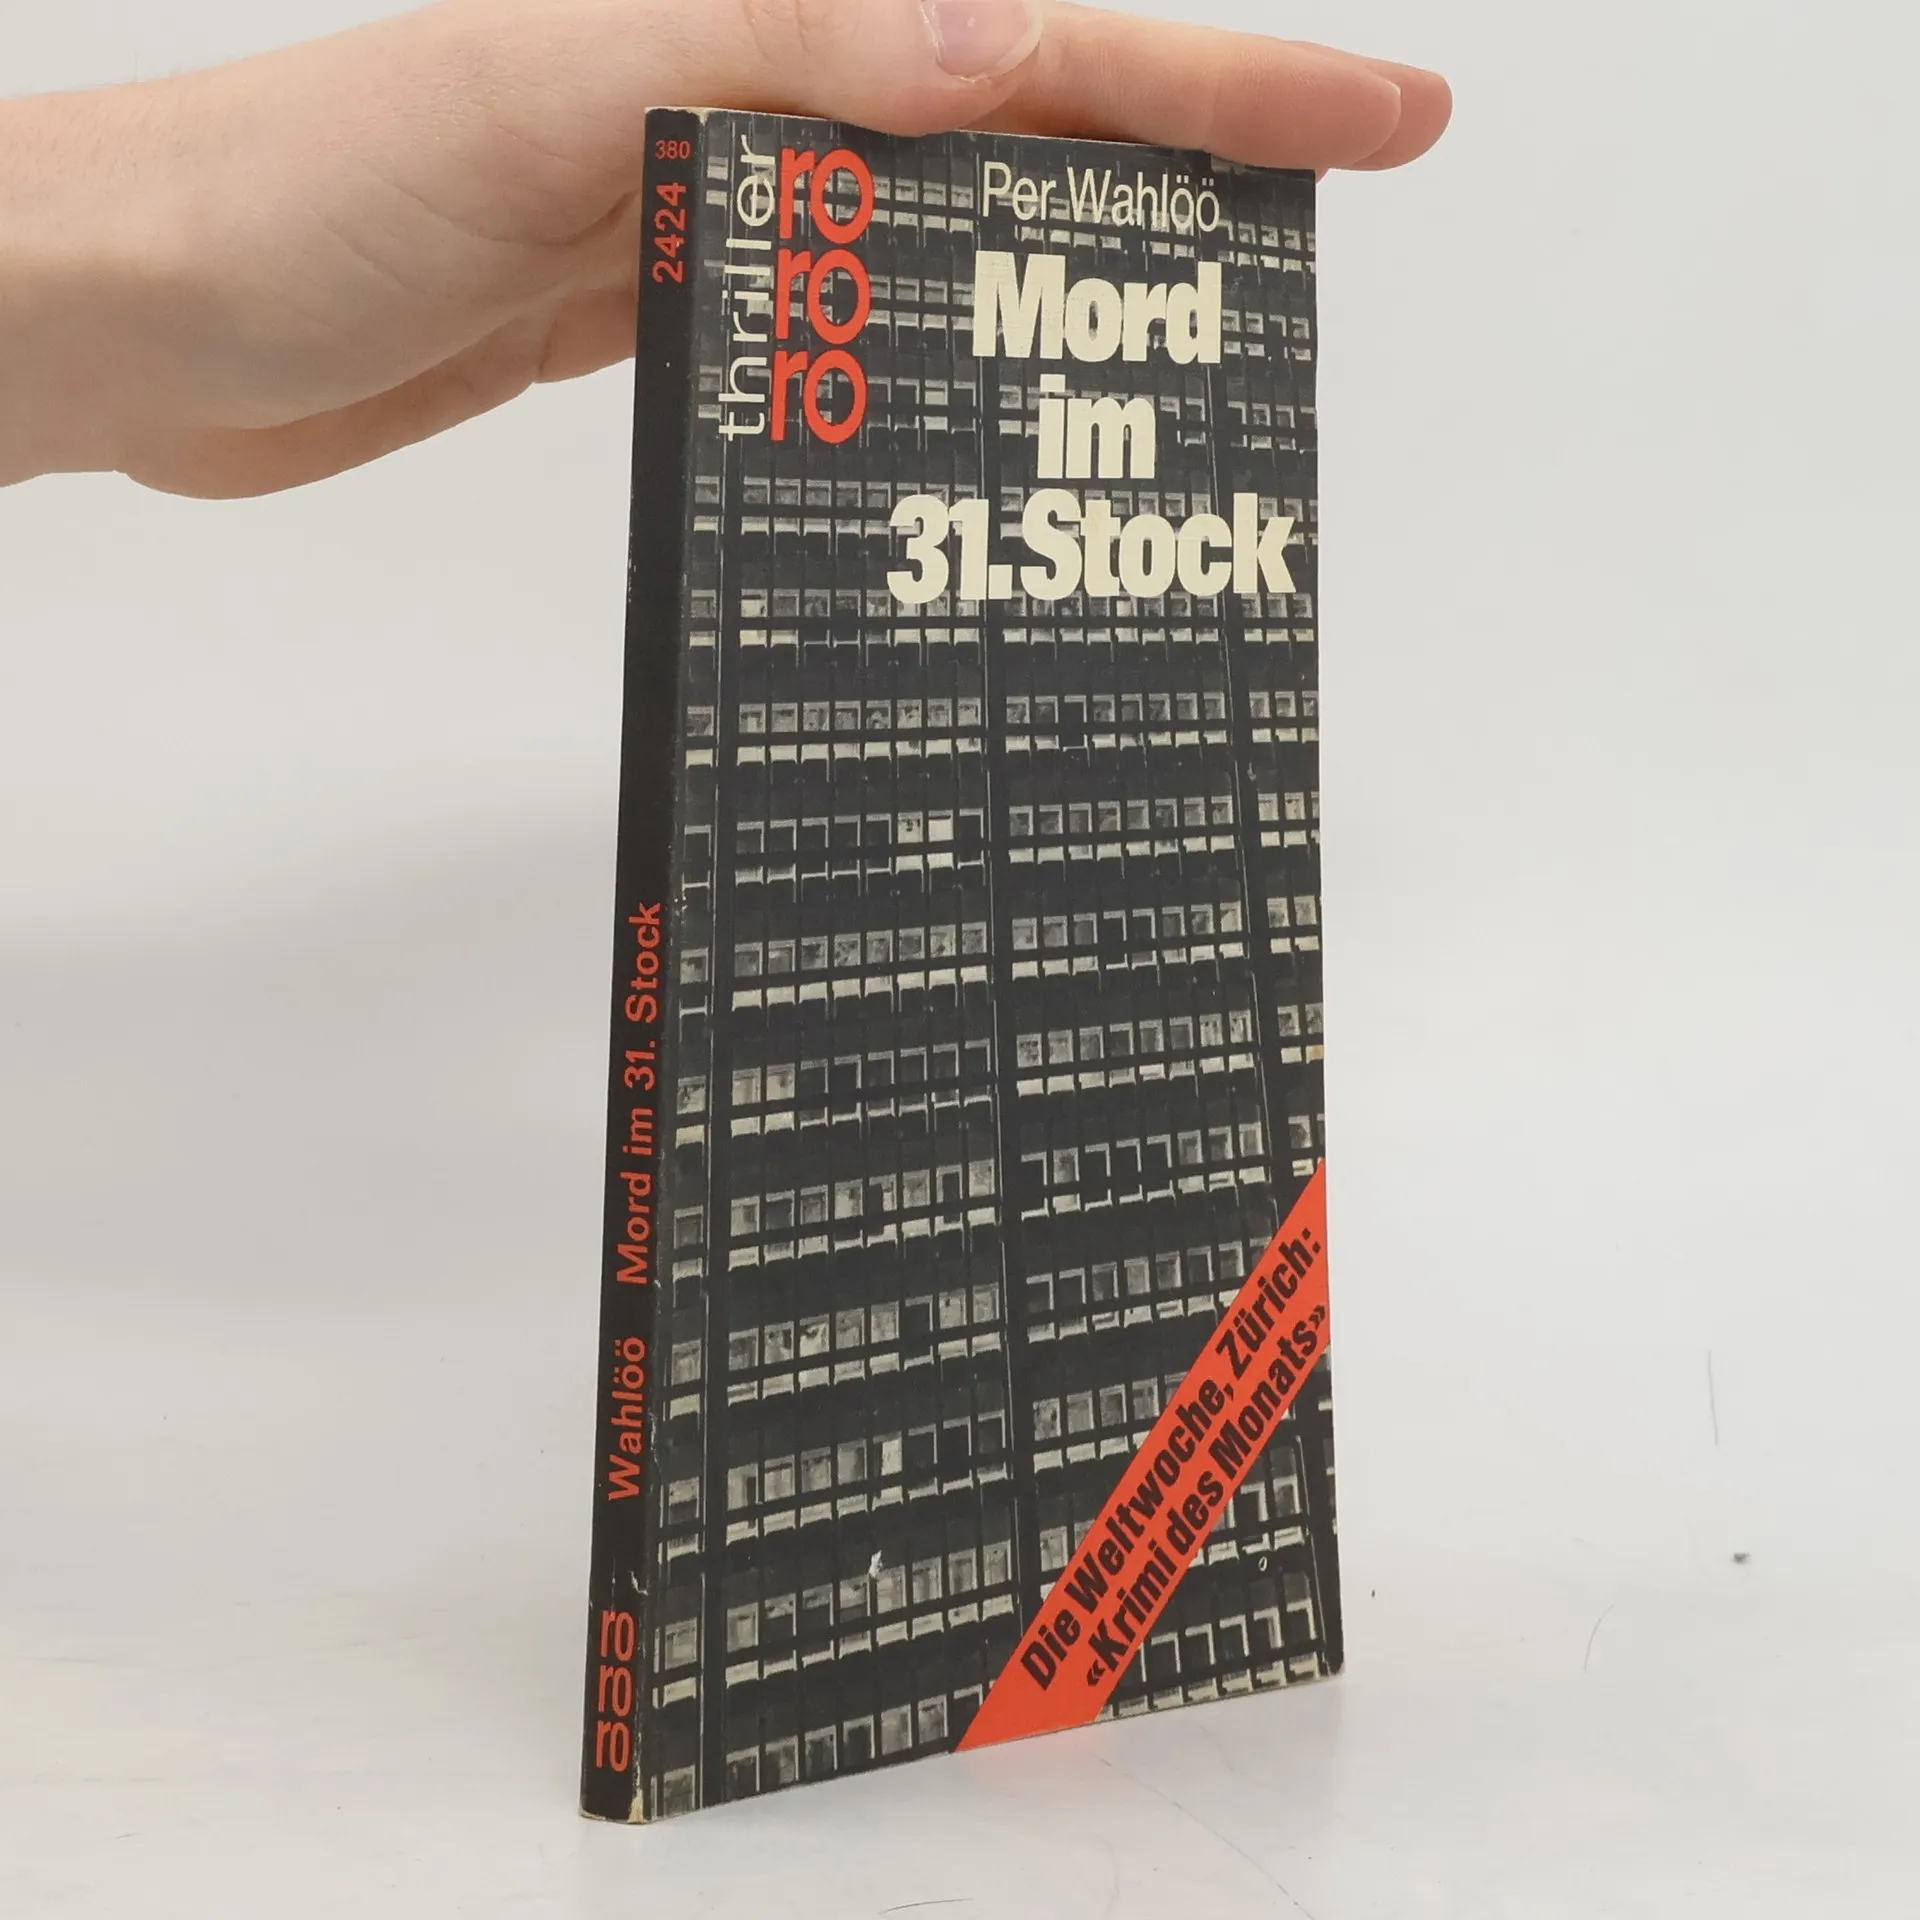 380
2424
Wahlöö Mord im 31. Stock
ro
ro
ro
thriller
ro
ro
ro
Per Wahlöö
Mord
im
31. Stock
Die Weltwoche, Zürich:
«Krimi des Monats»